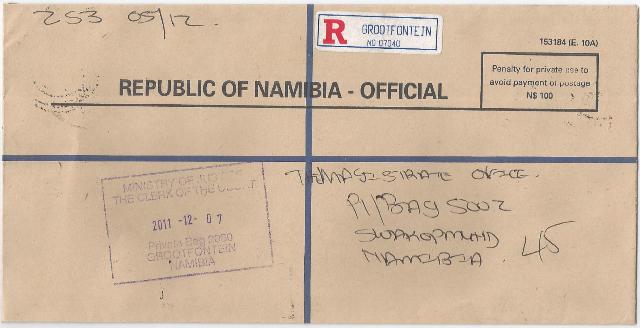 253 05/12.
R GROOTFONTEIN
NO 07040
153184 (E. 10A)
Penalty for private use to
avoid payment of postage
N$ 100
REPUBLIC OF NAMIBIA - OFFICIAL
MINISTRY OF JUSTICE
THE CLERK OF THE COURT
2011 -12- 07
Private Bag 2050
GROOTFONTEIN
NAMIBIA
OFFICE.
P/BAG 5002
SWAKOPMUND
NAMIBIA.
45